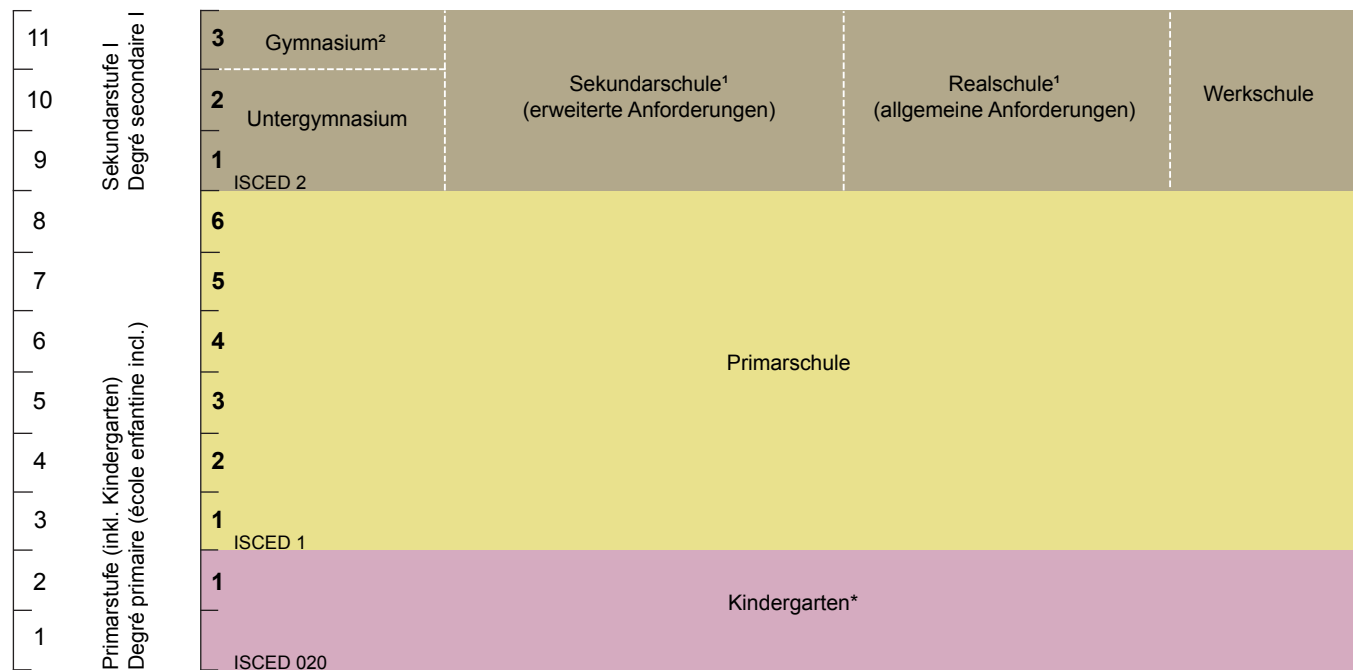 11
10
9
8
7
6
5
4
3
2
1
Sekundarstufe I
Degré secondaire I
Primarstufe (inkl. Kindergarten)
Degré primaire (école enfantine incl.)
3
2
1
6
5
4
3
2
1
1
Gymnasium²
Untergymnasium
ISCED 2
Sekundarschule¹
(erweiterte Anforderungen)
Realschule¹
(allgemeine Anforderungen)
Werkschule
Primarschule
ISCED 1
Kindergarten*
ISCED 020